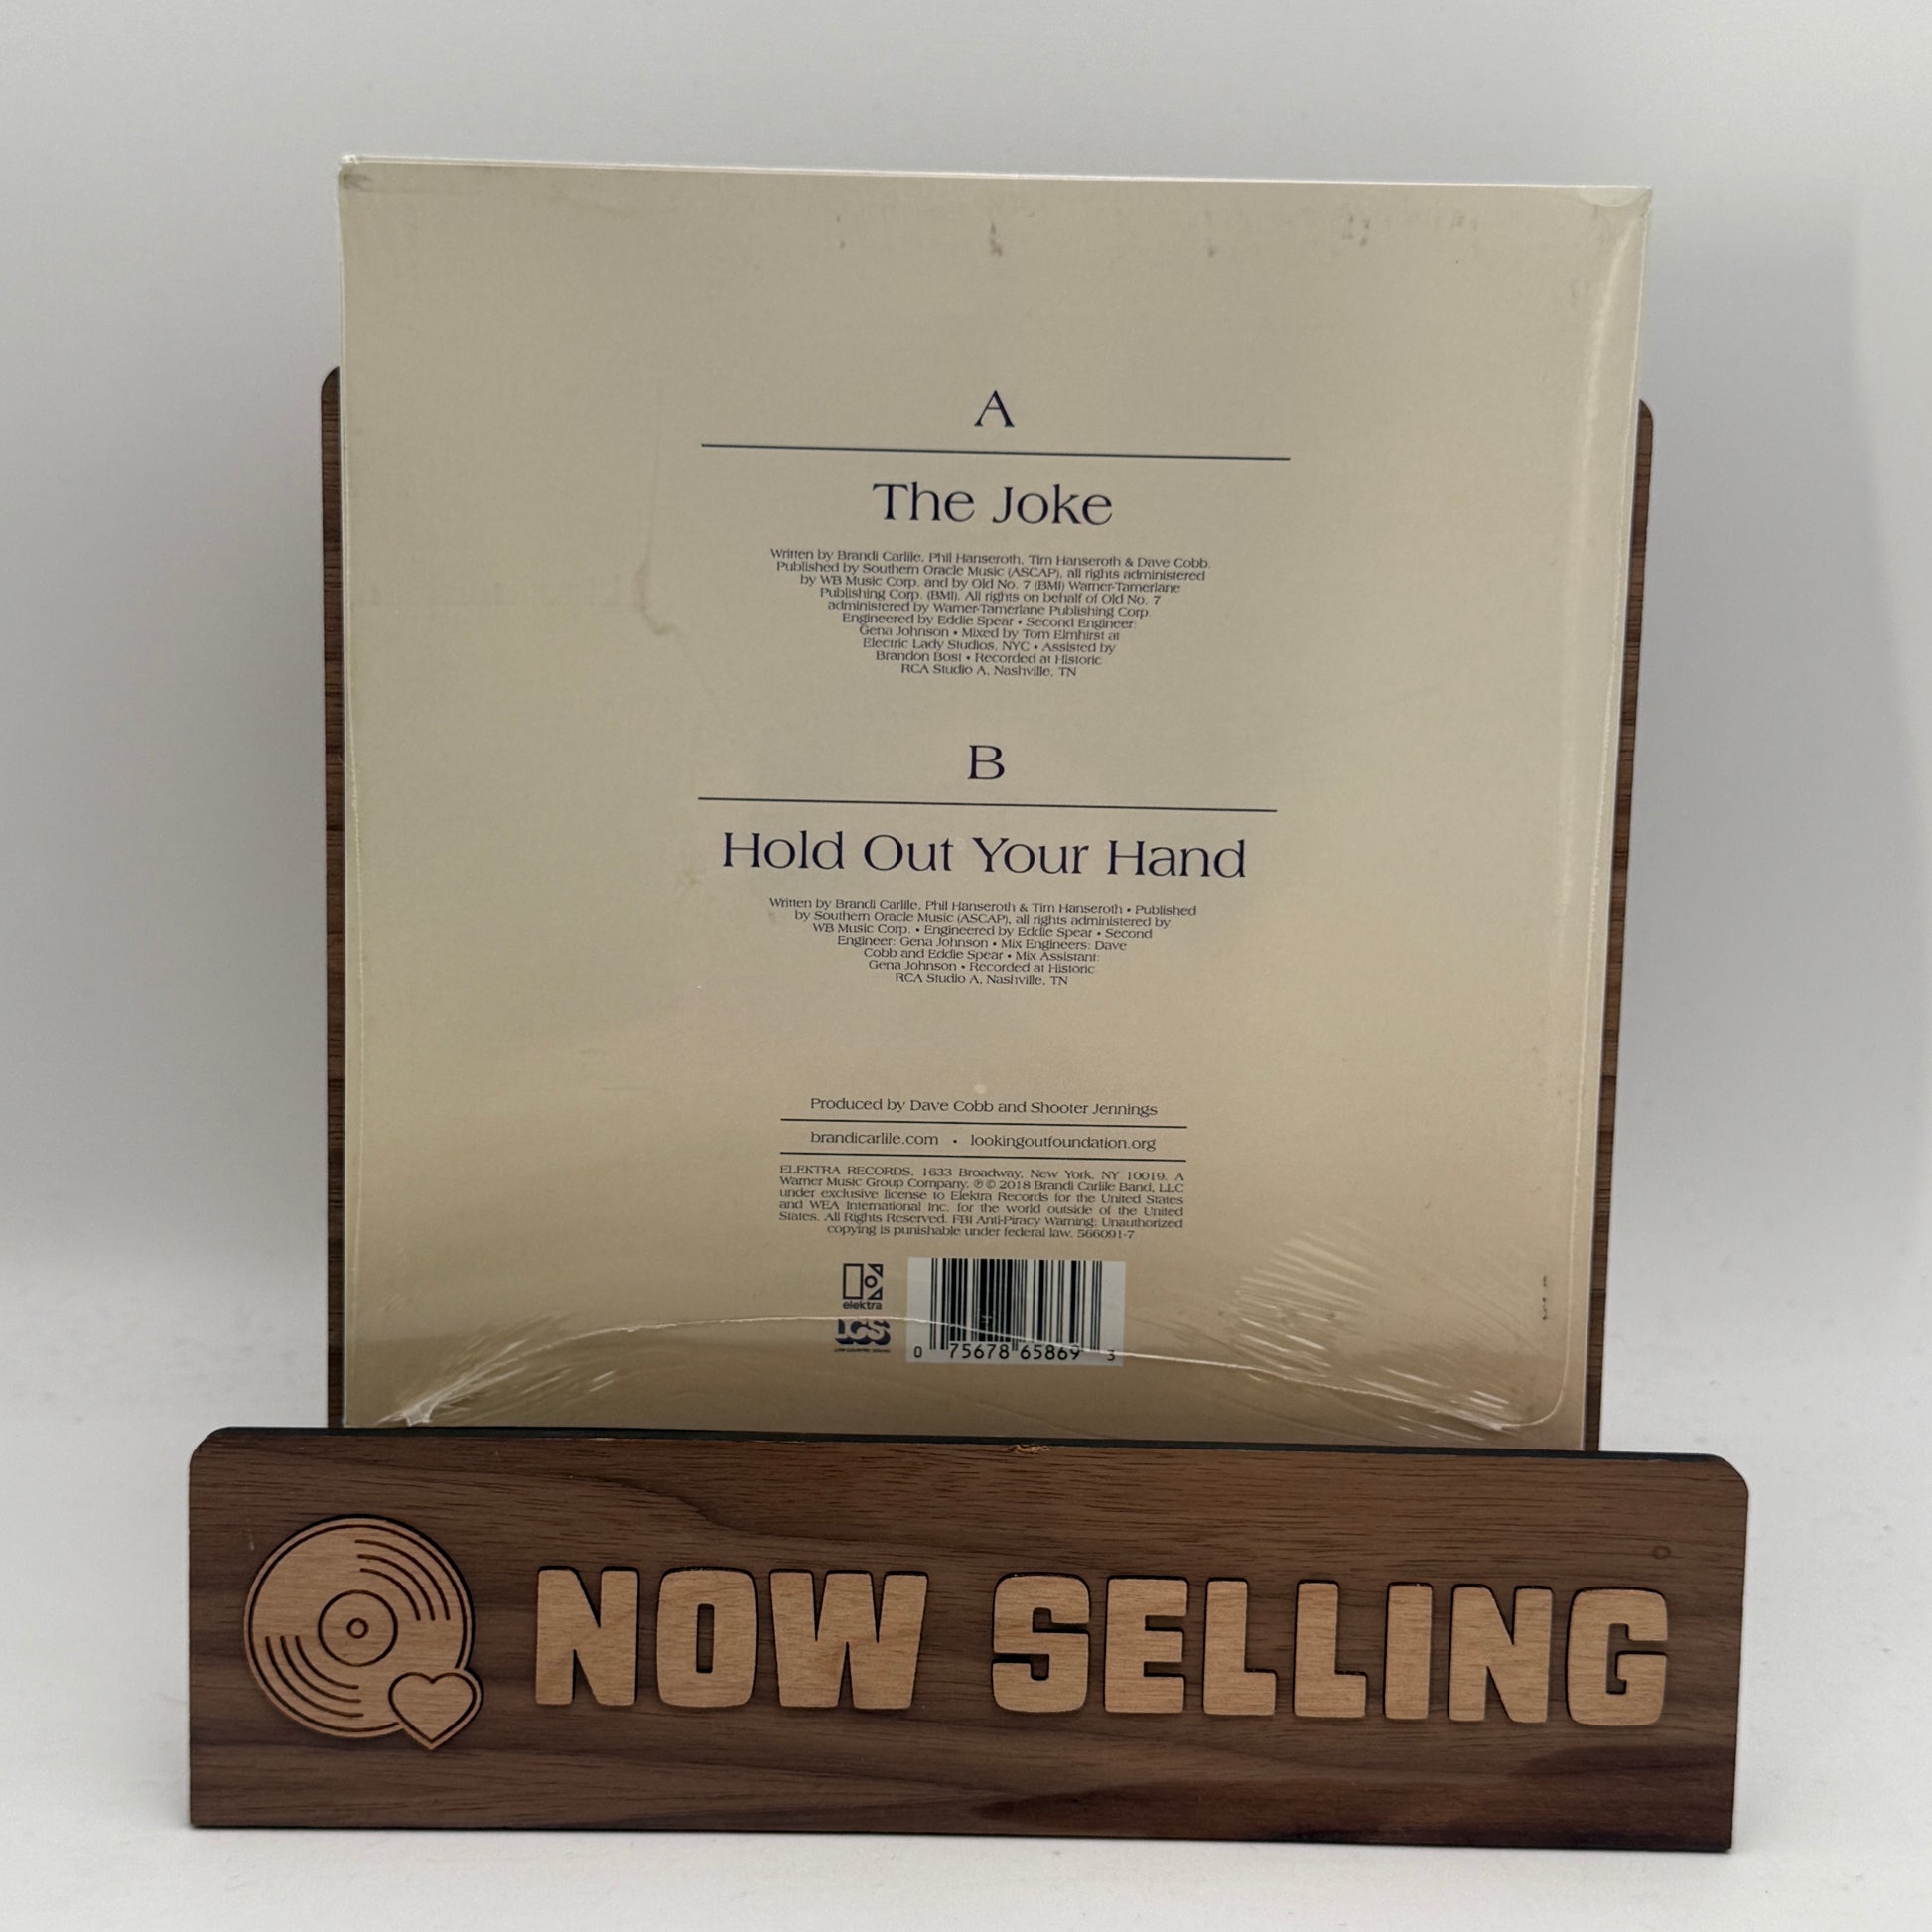 A
The Joke
Written by Brandi Carlile, Phil Hanseroth, Tim Hanseroth & Dave Cobb.
Published by Southern Oracle Music (ASCAP), all rights administered
by WB Music Corp. and by Old No. 7 (BMI) Warner-Tamerlane
Publishing Corp. (BMI). All rights on behalf of Old No. 7
administered by Warner-Tamerlane Publishing Corp.
Engineered by Eddie Spear • Second Engineer:
Gena Johnson • Mixed by Tom Elmhirst at
Electric Lady Studios, NYC • Assisted by
Brandon Bost • Recorded at Historic
RCA Studio A, Nashville, TN
B
Hold Out Your Hand
Written by Brandi Carlile, Phil Hanseroth & Tim Hanseroth • Published
by Southern Oracle Music (ASCAP), all rights administered by
WB Music Corp. • Engineered by Eddie Spear • Second
Engineer: Gena Johnson • Mix Engineers: Dave
Cobb and Eddie Spear • Mix Assistant:
Gena Johnson • Recorded at Historic
RCA Studio A, Nashville, TN
Produced by Dave Cobb and Shooter Jennings
brandicarlile.com • lookingoutfoundation.org
ELEKTRA RECORDS, 1633 Broadway, New York, NY 10019. A
Warner Music Group Company. ℗ © 2018 Brandi Carlile Band, LLC
under exclusive license to Elektra Records for the United States
and WEA International Inc. for the world outside of the United
States. All Rights Reserved. FBI Anti-Piracy Warning: Unauthorized
copying is punishable under federal law. 566091-7
elektra
LCS
0 75678 65869 3
NOW SELLING